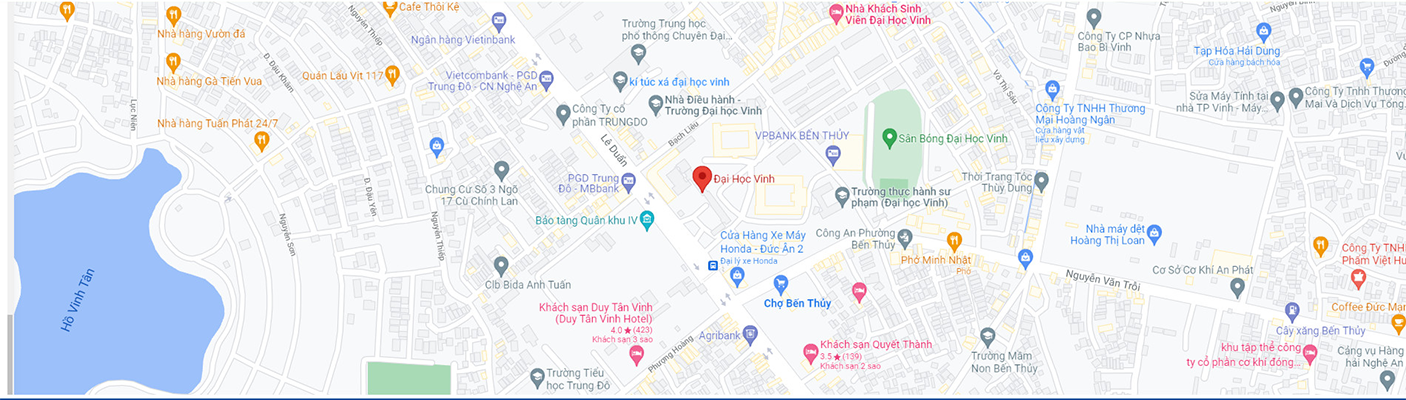 Cafe Thôi Kệ
Nhà hàng Vườn đá
Nguyễn Thiếp
Ngân hàng Vietinbank
Trường Trung học
phổ thông Chuyên Đại...
Nhà Khách Sinh
Viên Đại Học Vinh
Công Ty CP Nhựa
Bao Bì Vinh
Tạp Hóa Hải Dung
Cửa hàng bách hóa
Nhà hàng Gà Tiến Vua
Đ. Đậu Khâm
Quán Lẩu Vịt 117
Vietcombank - PGD
Trung Đô - CN Nghệ An
kí túc xá đại học vinh
Nhà Điều hành -
Trường Đại học Vinh
Võ Thị Sáu
Sửa Máy Tính tại
nhà TP Vinh - Máy...
Công Ty Tnhh Thương
Mại Và Dịch Vụ Tổng...
Lục Niên
Nhà hàng Tuấn Phát 24/7
Công Ty cổ
phần TRUNGDO
Bạch Liêu
Lê Duẩn
VPBANK BẾN THỦY
Sân Bóng Đại Học Vinh
Công Ty TNHH Thương
Mại Hoàng Ngân
Cửa hàng vật
liệu xây dựng
Chung Cư Số 3 Ngõ
17 Cù Chính Lan
PGD Trung
Đô - MBbank
Đại Học Vinh
Trường thực hành sư
phạm (Đại học Vinh)
Thời Trang Tóc
Thùy Dung
Đ. Đậu Yên
Nguyễn Sơn
Nguyễn Thiếp
Bảo tàng Quân khu IV
Cửa Hàng Xe Máy
Honda - Đức Ân 2
Đại lý xe Honda
Công An Phường
Bến Thủy
Phở Minh Nhật
Phở
Nhà máy dệt
Hoàng Thị Loan
Công Ty TNH
Phẩm Việt Hu
Hồ Vinh Tân
Clb Bida Anh Tuấn
Chợ Bến Thủy
Nguyễn Văn Trỗi
Cơ Sở Cơ Khí An Phát
Khách sạn Duy Tân Vinh
(Duy Tân Vinh Hotel)
4.0 ★ (423)
Khách sạn 3 sao
Agribank
Khách sạn Quyết Thành
3.5 ★ (139)
Khách sạn 2 sao
Phượng Hoàng
Trường Tiểu
học Trung Đô
Trường Mầm
Non Bến Thủy
Cây xăng Bến Thủy
Coffee Đức Mạn
khu tập thể công
ty cổ phần cơ khí đóng...
Cảng vụ Hàng
hải Nghệ An